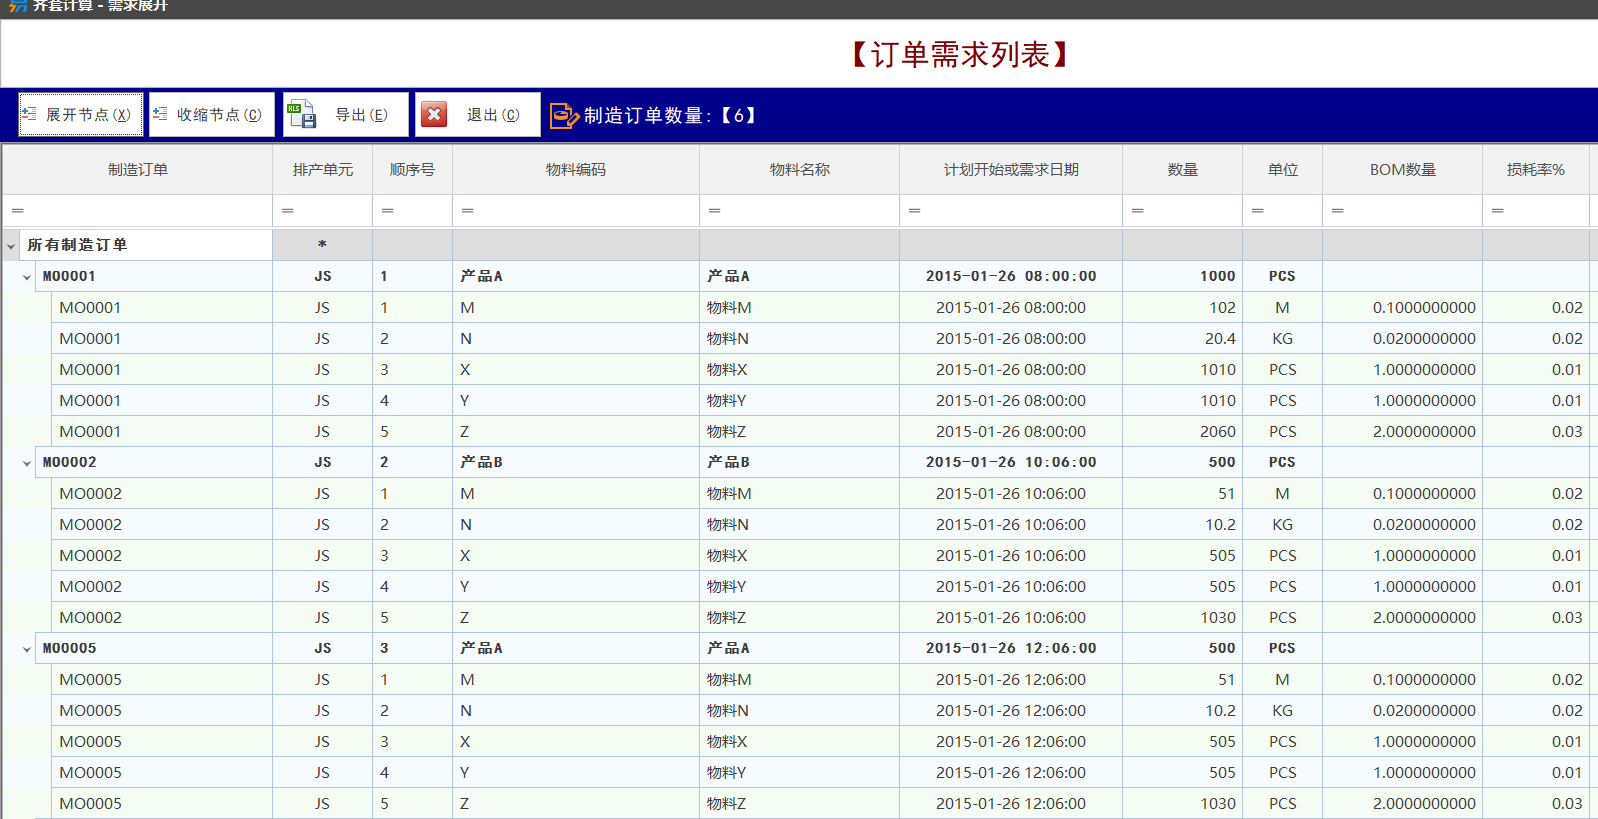 齐套计算 - 需求展开
【订单需求列表】
展开节点(X) 收缩节点(C) 导出(E) 退出(C) 制造订单数量:【6】
制造订单 排产单元 顺序号 物料编码 物料名称 计划开始或需求日期 数量 单位 BOM数量 损耗率%
= = = = = = = = = =
所有制造订单 *
MO0001 JS 1 产品A 产品A 2015-01-26 08:00:00 1000 PCS
MO0001 JS 1 M 物料M 2015-01-26 08:00:00 102 M 0.1000000000 0.02
MO0001 JS 2 N 物料N 2015-01-26 08:00:00 20.4 KG 0.0200000000 0.02
MO0001 JS 3 X 物料X 2015-01-26 08:00:00 1010 PCS 1.0000000000 0.01
MO0001 JS 4 Y 物料Y 2015-01-26 08:00:00 1010 PCS 1.0000000000 0.01
MO0001 JS 5 Z 物料Z 2015-01-26 08:00:00 2060 PCS 2.0000000000 0.03
MO0002 JS 2 产品B 产品B 2015-01-26 10:06:00 500 PCS
MO0002 JS 1 M 物料M 2015-01-26 10:06:00 51 M 0.1000000000 0.02
MO0002 JS 2 N 物料N 2015-01-26 10:06:00 10.2 KG 0.0200000000 0.02
MO0002 JS 3 X 物料X 2015-01-26 10:06:00 505 PCS 1.0000000000 0.01
MO0002 JS 4 Y 物料Y 2015-01-26 10:06:00 505 PCS 1.0000000000 0.01
MO0002 JS 5 Z 物料Z 2015-01-26 10:06:00 1030 PCS 2.0000000000 0.03
MO0005 JS 3 产品A 产品A 2015-01-26 12:06:00 500 PCS
MO0005 JS 1 M 物料M 2015-01-26 12:06:00 51 M 0.1000000000 0.02
MO0005 JS 2 N 物料N 2015-01-26 12:06:00 10.2 KG 0.0200000000 0.02
MO0005 JS 3 X 物料X 2015-01-26 12:06:00 505 PCS 1.0000000000 0.01
MO0005 JS 4 Y 物料Y 2015-01-26 12:06:00 505 PCS 1.0000000000 0.01
MO0005 JS 5 Z 物料Z 2015-01-26 12:06:00 1030 PCS 2.0000000000 0.03